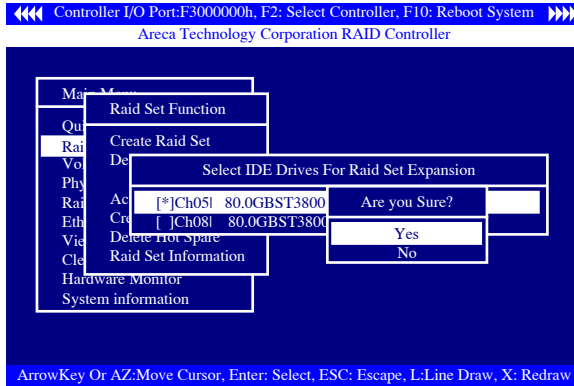 Controller I/O Port:F3000000h, F2: Select Controller, F10: Reboot System
Areca Technology Corporation RAID Controller
Main Menu
Raid Set Function
Create Raid Set
Select IDE Drives For Raid Set Expansion
[*]Ch05| 80.0GBST3800
[ ]Ch08| 80.0GBST3800
Are you Sure?
Yes
No
Delete Hot Spare
Raid Set Information
Hardware Monitor
System information
ArrowKey Or AZ:Move Cursor, Enter: Select, ESC: Escape, L:Line Draw, X: Redraw